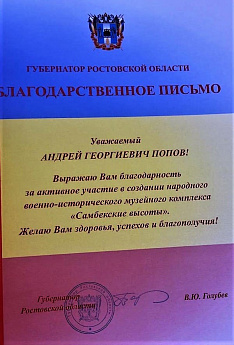 ГУБЕРНАТОР РОСТОВСКОЙ ОБЛАСТИ
БЛАГОДАРСТВЕННОЕ ПИСЬМО
Уважаемый
АНДРЕЙ ГЕОРГИЕВИЧ ПОПОВ!
Выражаю Вам благодарность
за активное участие в создании народного
военно-исторического музейного комплекса
«Самбекские высоты».
Желаю Вам здоровья, успехов и благополучия!
Губернатор
Ростовской области
В.Ю. Голубев